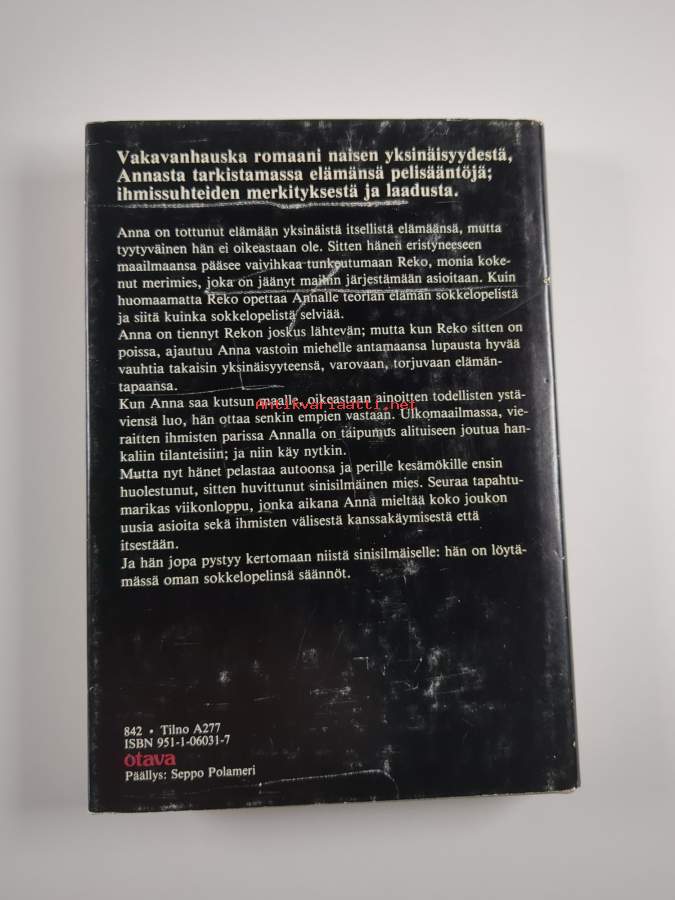 Vakavanhauska romaani naisen yksinäisyydestä,
Annasta tarkistamassa elämänsä pelisääntöjä;
ihmissuhteiden merkityksestä ja laadusta.
Anna on tottunut elämään yksinäistä itsellistä elämäänsä, mutta
tyytyväinen hän ei oikeastaan ole. Sitten hänen eristyneeseen
maailmaansa pääsee vaivihkaa tunkeutumaan Reko, monia koke-
nut merimies, joka on jäänyt maihin järjestämään asioitaan. Kuin
huomaamatta Reko opettaa Annalle teorian elämän sokkelopelistä
ja siitä kuinka sokkelopelistä selviää.
Anna on tiennyt Rekon joskus lähtevän; mutta kun Reko sitten on
poissa, ajautuu Anna vastoin miehelle antamaansa lupausta hyvää
vauhtia takaisin yksinäisyyteensä, varovaan, torjuvaan elämän-
tapaansa.
Kun Anna saa kutsun maalle, oikeastaan ainoitten todellisten ystä-
viensä luo, hän ottaa senkin empien vastaan. Ulkomaailmassa, vie-
raitten ihmisten parissa Annalla on taipumus alituiseen joutua han-
kaliin tilanteisiin; ja niin käy nytkin.
Mutta nyt hänet pelastaa autoonsa ja perille kesämökille ensin
huolestunut, sitten huvittunut sinisilmäinen mies. Seuraa tapahtu-
marikas viikonloppu, jonka aikana Anna mieltää koko joukon
uusia asioita sekä ihmisten välisestä kanssakäymisestä että
itsestään.
Ja hän jopa pystyy kertomaan niistä sinisilmäiselle: hän on löytä-
mässä oman sokkelopelinsä säännöt.
Antikvariaatti.net
842 • Tilno A277
ISBN 951-1-06031-7
otava
Päällys: Seppo Polameri